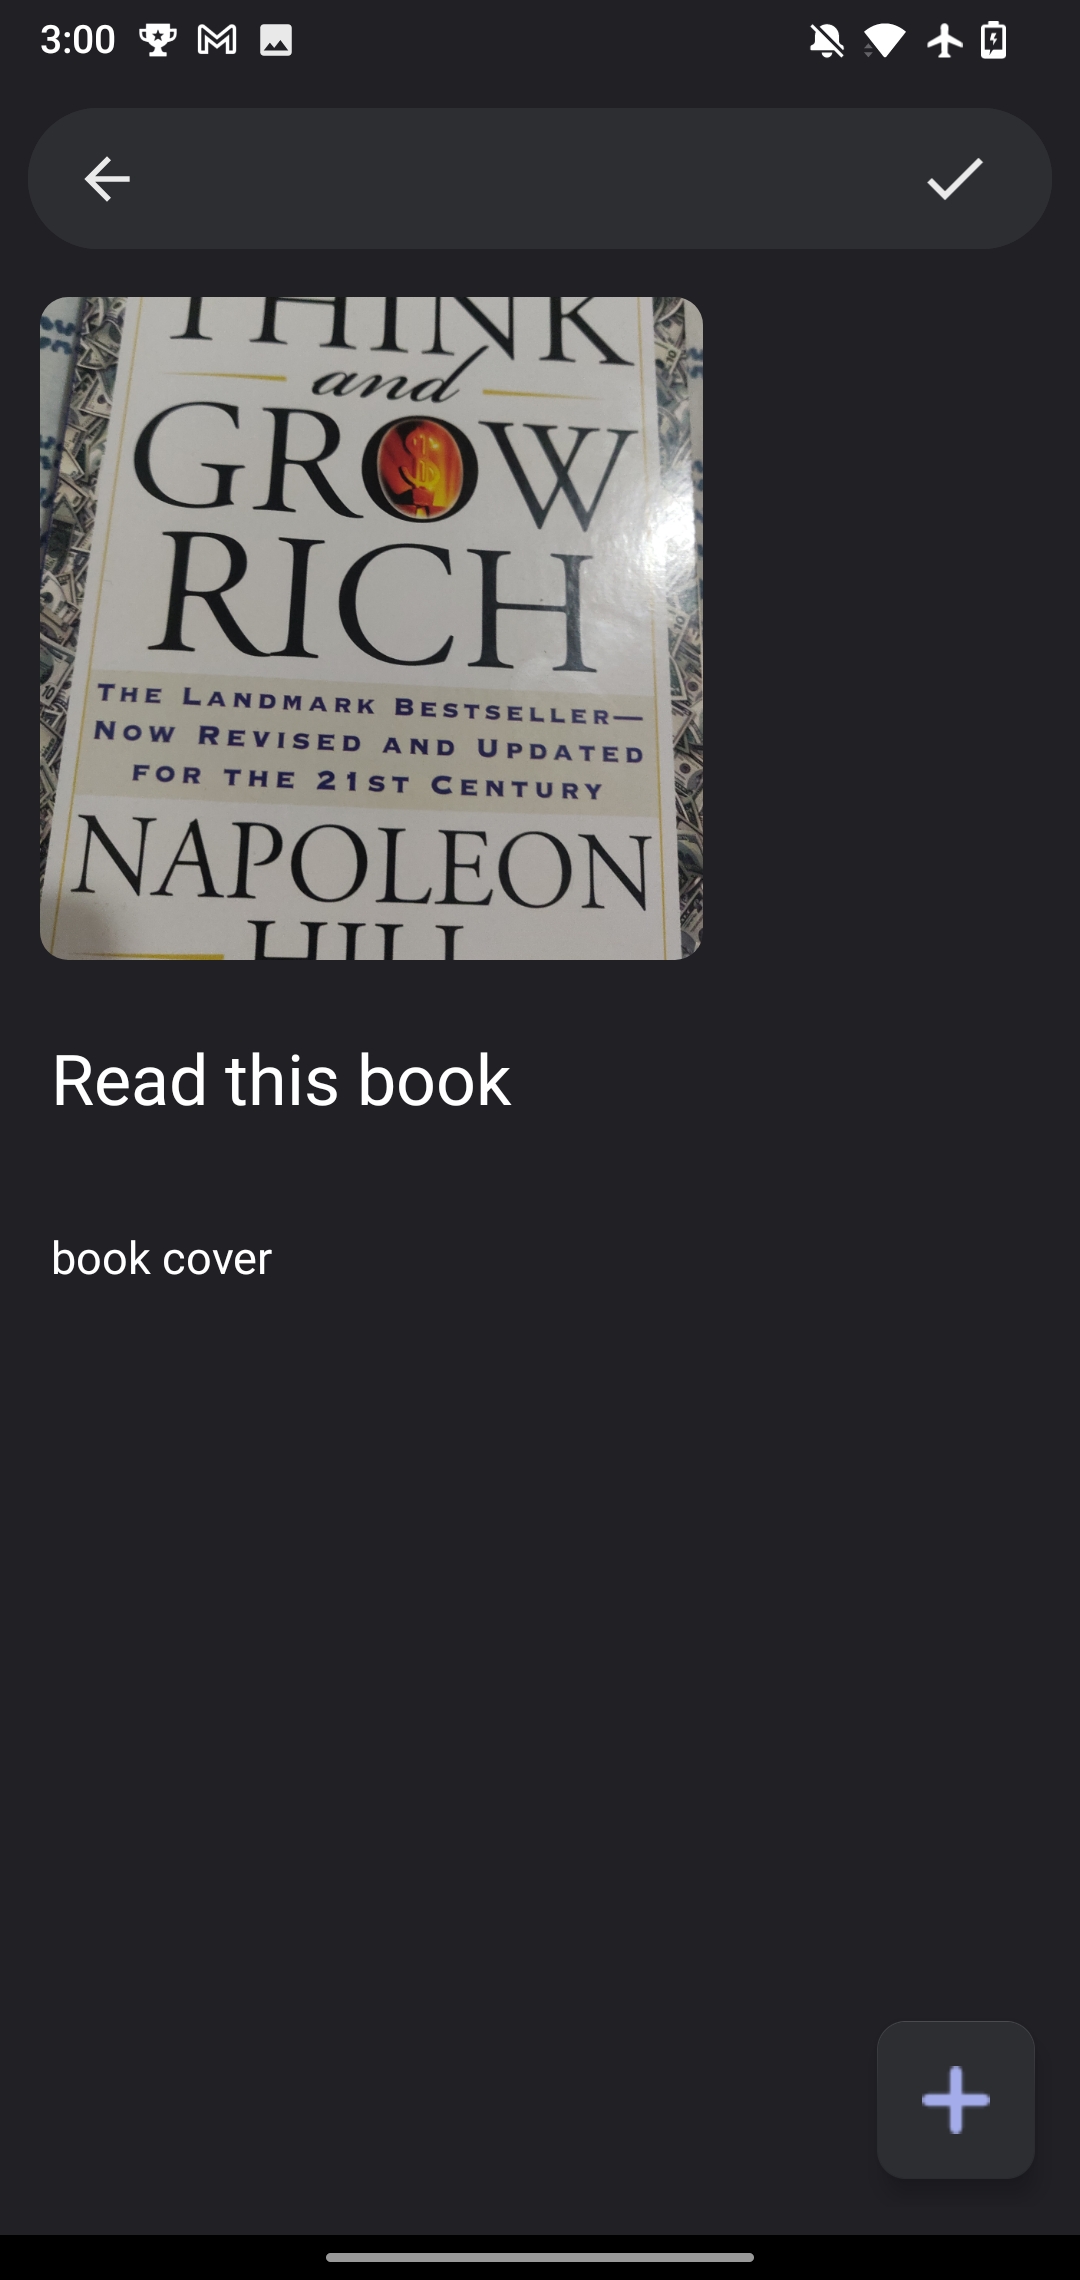 3:00
THINK
and
GROW
RICH
THE LANDMARK BESTSELLER—
NOW REVISED AND UPDATED
FOR THE 21ST CENTURY
NAPOLEON
HILL
Read this book
book cover